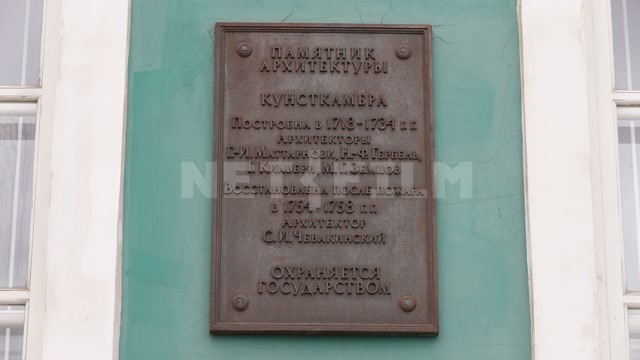 ПАМЯТНИК
АРХИТЕКТУРЫ
КУНСТКАМЕРА
ПОСТРОЕНА В 1718-1734 Г.Г.
АРХИТЕКТОРЫ
Г.-И. МАТТАРНОВИ, Н.-Ф. ГЕРБЕЛЬ,
Г. КИАВЕРИ, М.Г. ЗЕМЦОВ
ВОССТАНОВЛЕНА ПОСЛЕ ПОЖАРА
В 1754-1758 Г.Г.
АРХИТЕКТОР
С.И. ЧЕВАКИНСКИЙ
ОХРАНЯЕТСЯ
ГОСУДАРСТВОМ